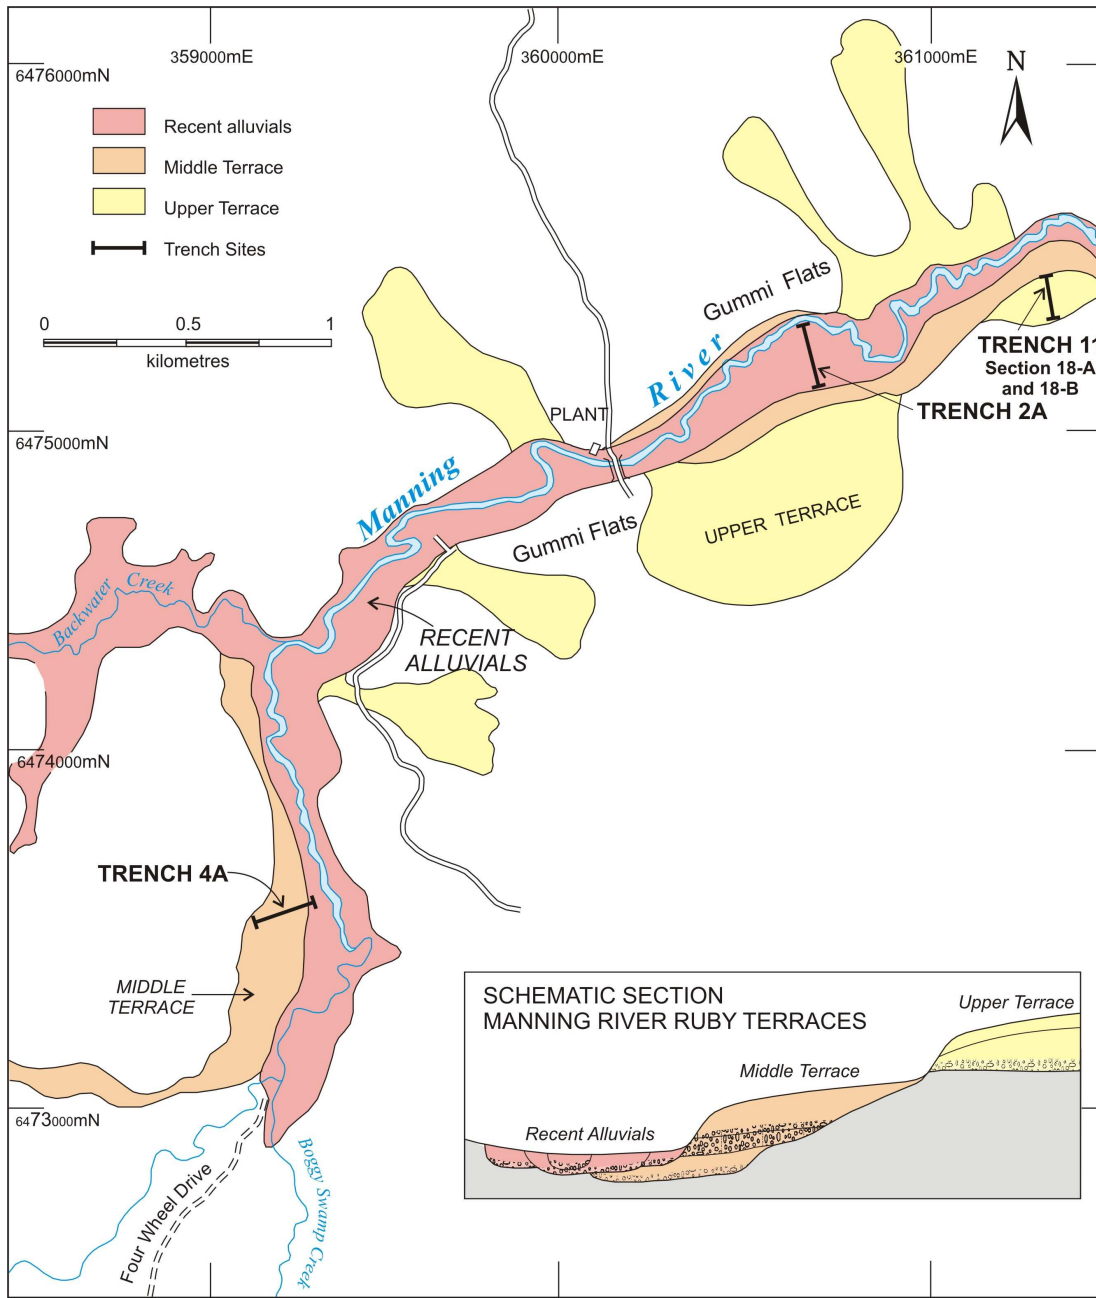 359000mE
360000mE
361000mE
6476000mN
N
Recent alluvials
Middle Terrace
Upper Terrace
Trench Sites
0 0.5 1
kilometres
Gummi Flats
River
TRENCH 11
Section 18-A
and 18-B
TRENCH 2A
PLANT
6475000mN
Manning
UPPER TERRACE
Gummi Flats
Backwater Creek
RECENT
ALLUVIALS
6474000mN
TRENCH 4A
MIDDLE
TERRACE
SCHEMATIC SECTION
MANNING RIVER RUBY TERRACES
Upper Terrace
Middle Terrace
Recent Alluvials
6473000mN
Four Wheel Drive
Boggy Swamp Creek